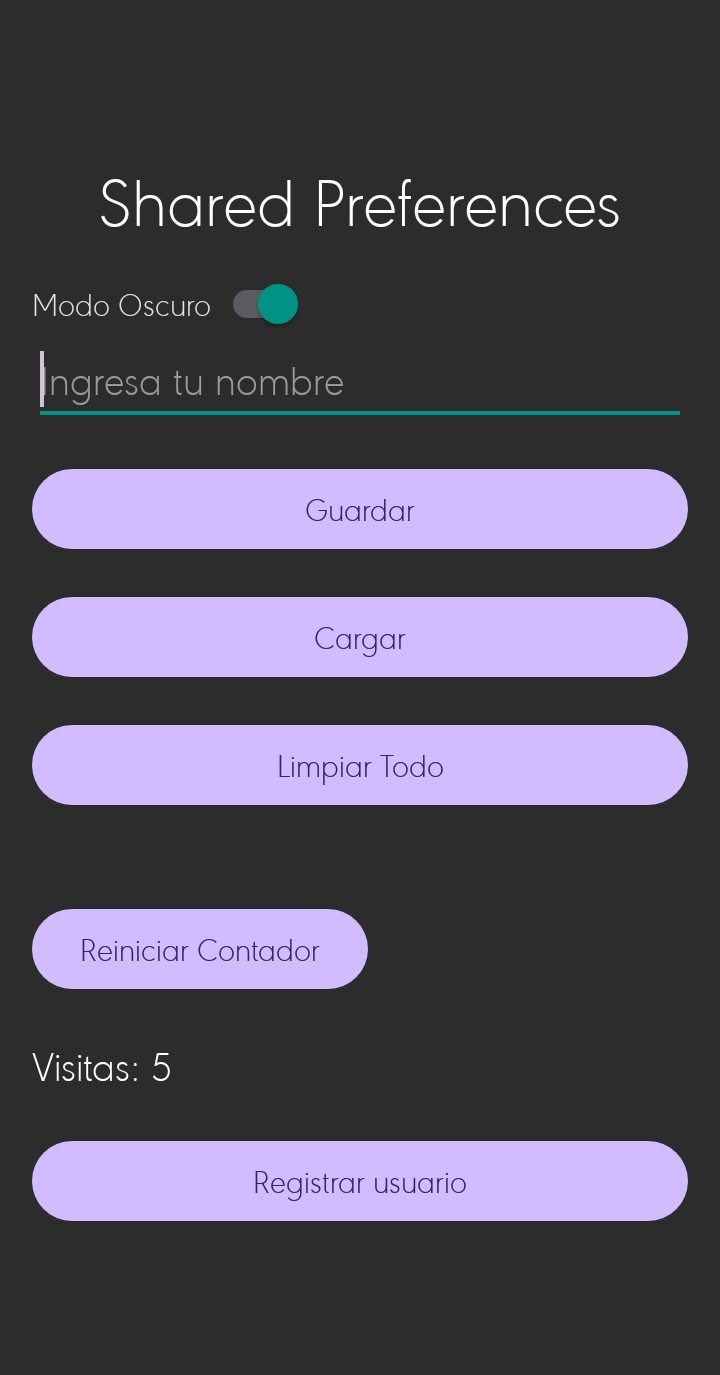 Shared Preferences
Modo Oscuro
Ingresa tu nombre
Guardar
Cargar
Limpiar Todo
Reiniciar Contador
Visitas: 5
Registrar usuario